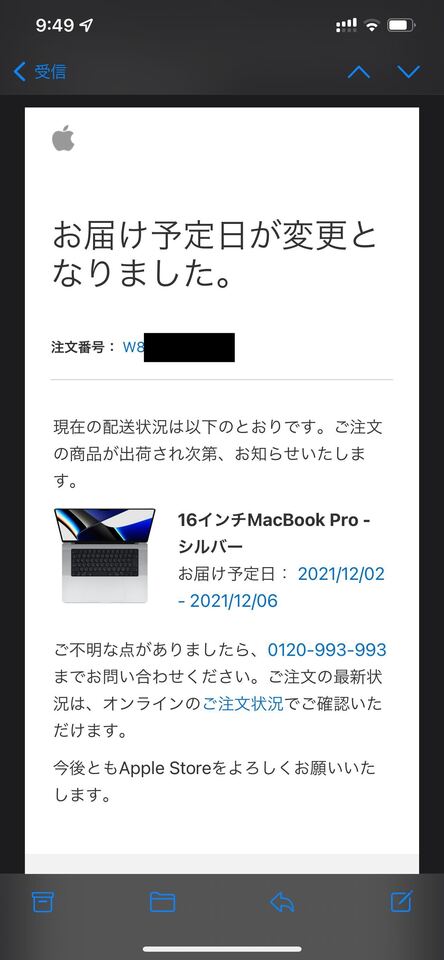 9:49
受信
お届け予定日が変更と
なりました。
注文番号： W8
現在の配送状況は以下のとおりです。ご注文
の商品が出荷され次第、お知らせいたしま
す。
16インチMacBook Pro -
シルバー
お届け予定日： 2021/12/02
- 2021/12/06
ご不明な点がありましたら、0120-993-993
までお問い合わせください。ご注文の最新状
況は、オンラインのご注文状況でご確認いた
だけます。
今後ともApple Storeをよろしくお願いいた
します。